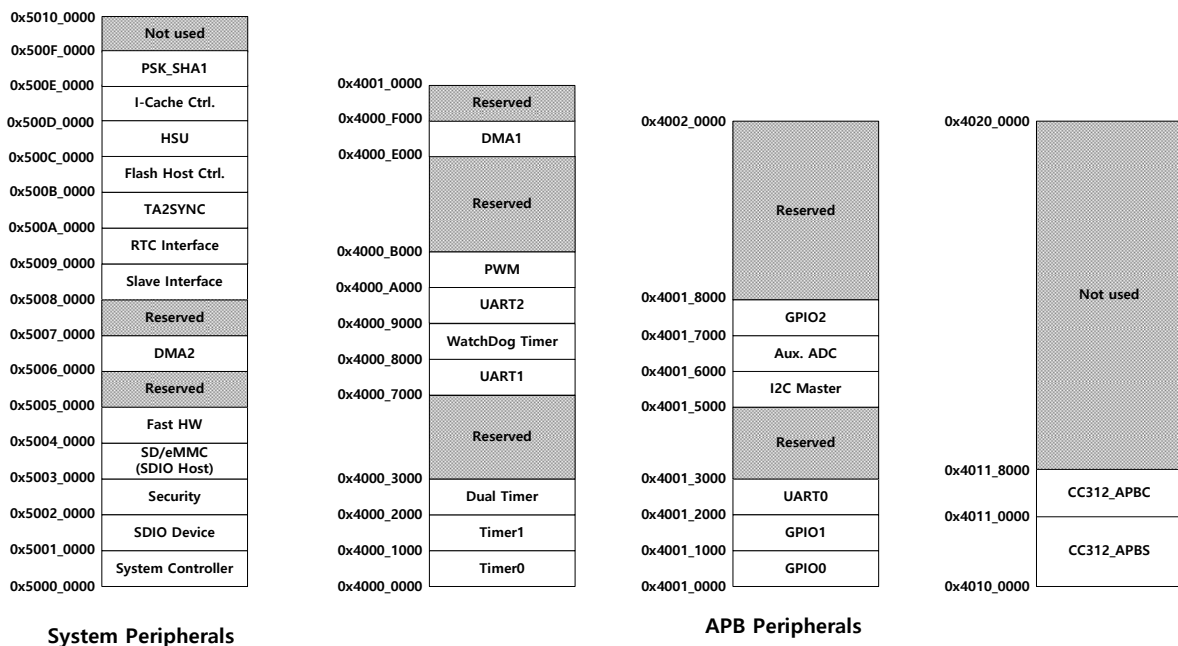 0x5010_0000
Not used
0x500F_0000
PSK_SHA1
0x500E_0000
I-Cache Ctrl.
0x500D_0000
HSU
0x500C_0000
Flash Host Ctrl.
0x500B_0000
TA2SYNC
0x500A_0000
RTC Interface
0x5009_0000
Slave Interface
0x5008_0000
Reserved
0x5007_0000
DMA2
0x5006_0000
Reserved
0x5005_0000
Fast HW
0x5004_0000
SD/eMMC
(SDIO Host)
0x5003_0000
Security
0x5002_0000
SDIO Device
0x5001_0000
System Controller
0x5000_0000
System Peripherals
0x4001_0000
Reserved
0x4000_F000
DMA1
0x4000_E000
Reserved
0x4000_B000
PWM
0x4000_A000
UART2
0x4000_9000
WatchDog Timer
0x4000_8000
UART1
0x4000_7000
Reserved
0x4000_3000
Dual Timer
0x4000_2000
Timer1
0x4000_1000
Timer0
0x4000_0000
0x4002_0000
Reserved
0x4001_8000
GPIO2
0x4001_7000
Aux. ADC
0x4001_6000
I2C Master
0x4001_5000
Reserved
0x4001_3000
UART0
0x4001_2000
GPIO1
0x4001_1000
GPIO0
0x4001_0000
0x4020_0000
Not used
0x4011_8000
CC312_APBC
0x4011_0000
CC312_APBS
0x4010_0000
APB Peripherals